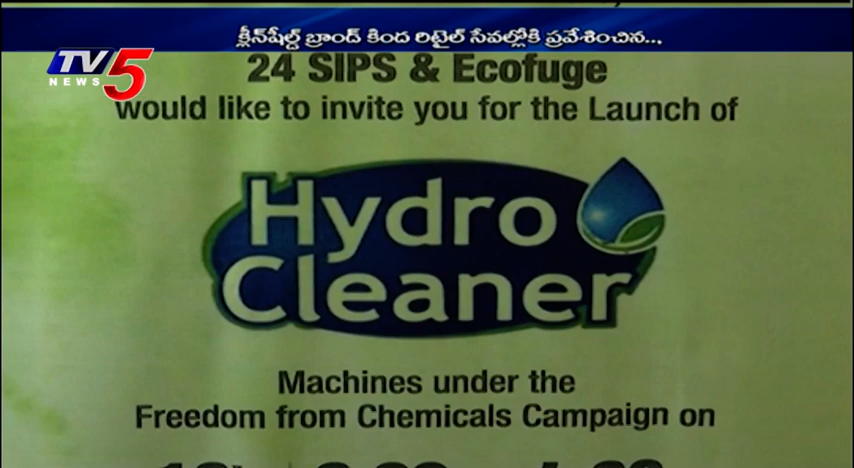 క్లీన్‌షీల్డ్ బ్రాండ్ కింద రిటైల్ సేవల్లోకి ప్రవేశించిన...,
TV5
NEWS
24 SIPS & Ecofuge
would like to invite you for the Launch of
Hydro
Cleaner
Machines under the
Freedom from Chemicals Campaign on